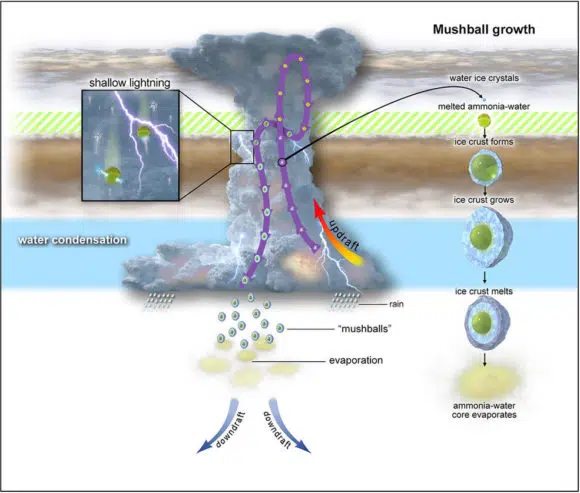 Mushball growth
shallow lightning
water ice crystals
melted ammonia-water
ice crust forms
ice crust grows
water condensation
updraft
ice crust melts
rain
"mushballs"
evaporation
ammonia-water
core evaporates
downdraft
downdraft